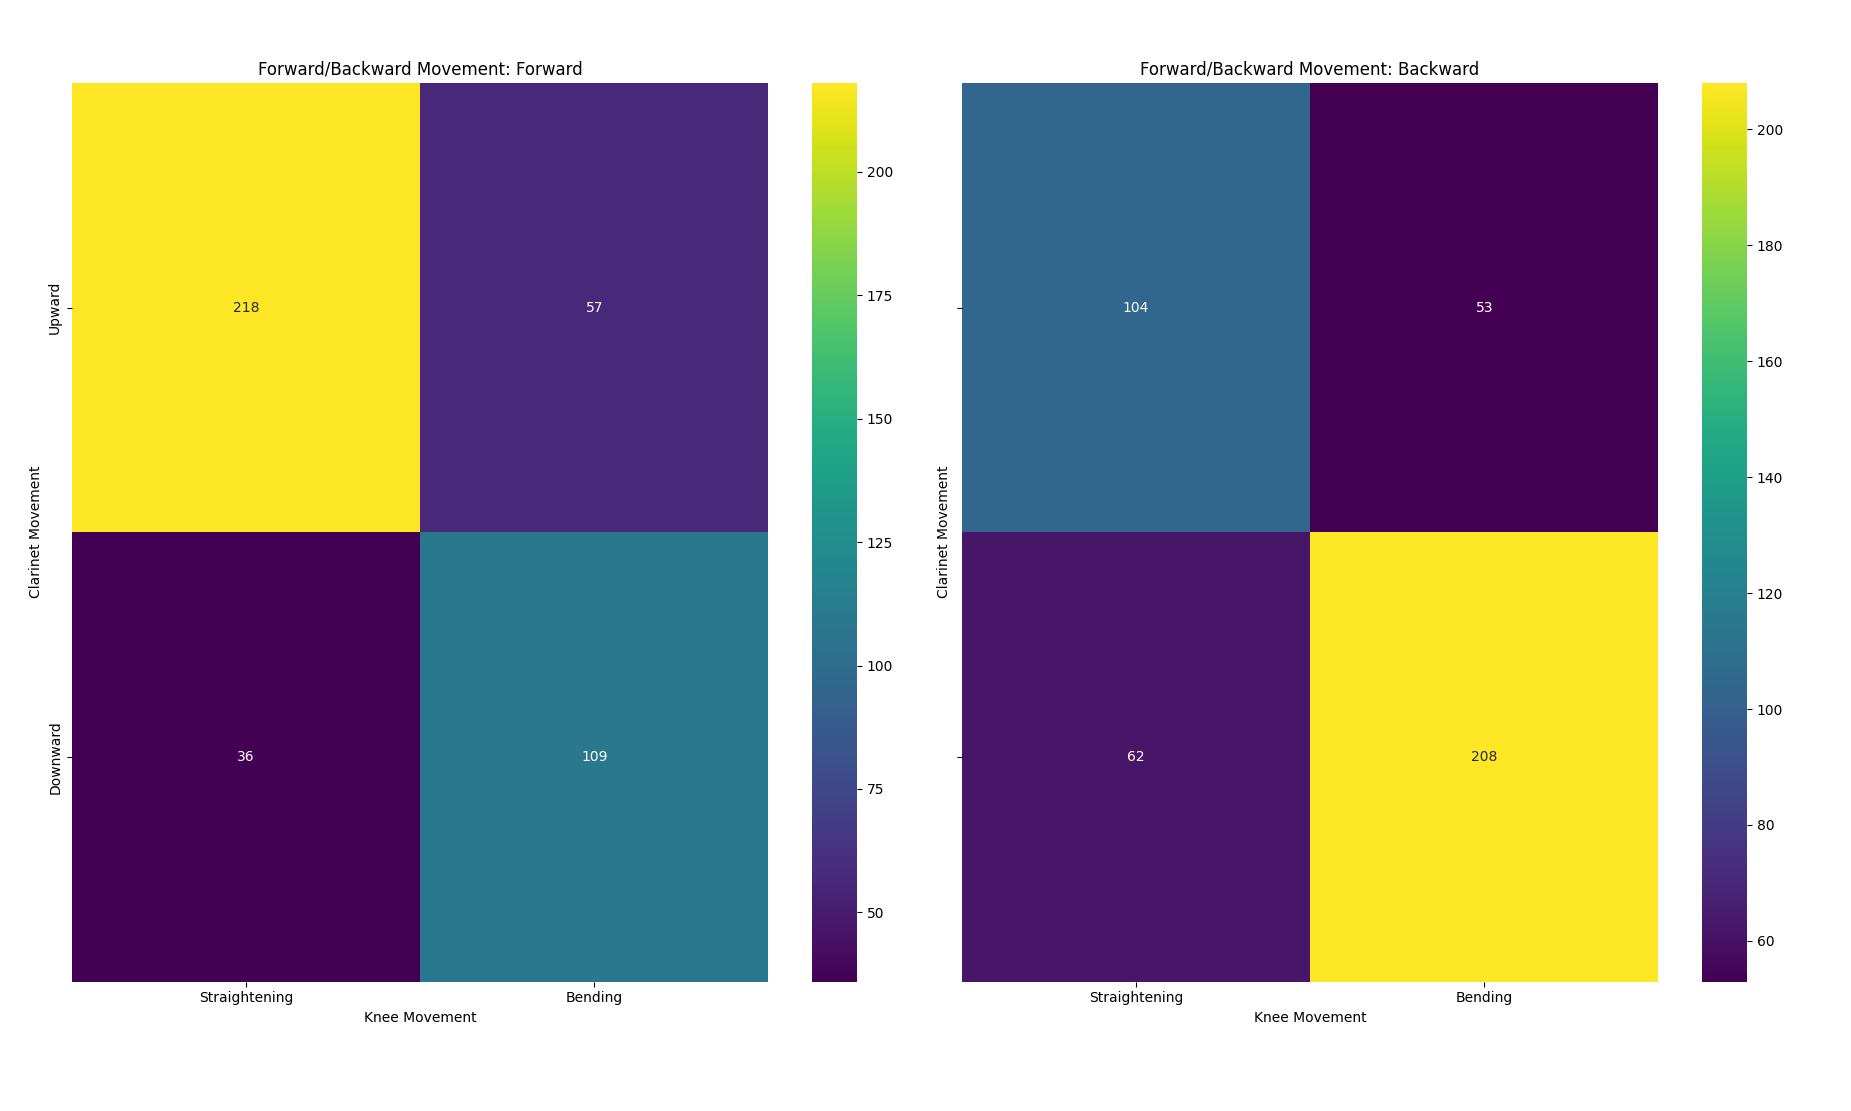 Forward/Backward Movement: Forward
Clarinet Movement
Upward
Downward
218
57
36
109
Straightening
Bending
Knee Movement
200
175
150
125
100
75
50
Forward/Backward Movement: Backward
Clarinet Movement
104
53
62
208
Straightening
Bending
Knee Movement
200
180
160
140
120
100
80
60